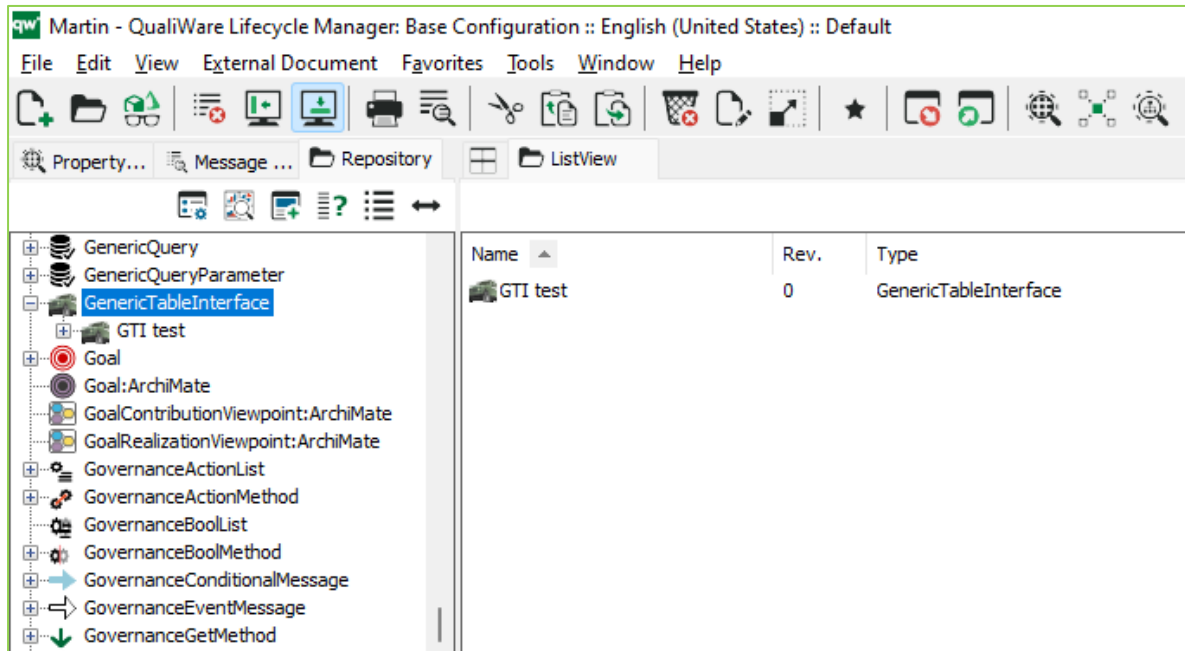 qw Martin - QualiWare Lifecycle Manager: Base Configuration :: English (United States) :: Default
File Edit View External Document Favorites Tools Window Help
Property... Message ... Repository ListView
GenericQuery
GenericQueryParameter
GenericTableInterface
GTI test
Goal
Goal:ArchiMate
GoalContributionViewpoint:ArchiMate
GoalRealizationViewpoint:ArchiMate
GovernanceActionList
GovernanceActionMethod
GovernanceBoolList
GovernanceBoolMethod
GovernanceConditionalMessage
GovernanceEventMessage
GovernanceGetMethod
Name Rev. Type
GTI test 0 GenericTableInterface